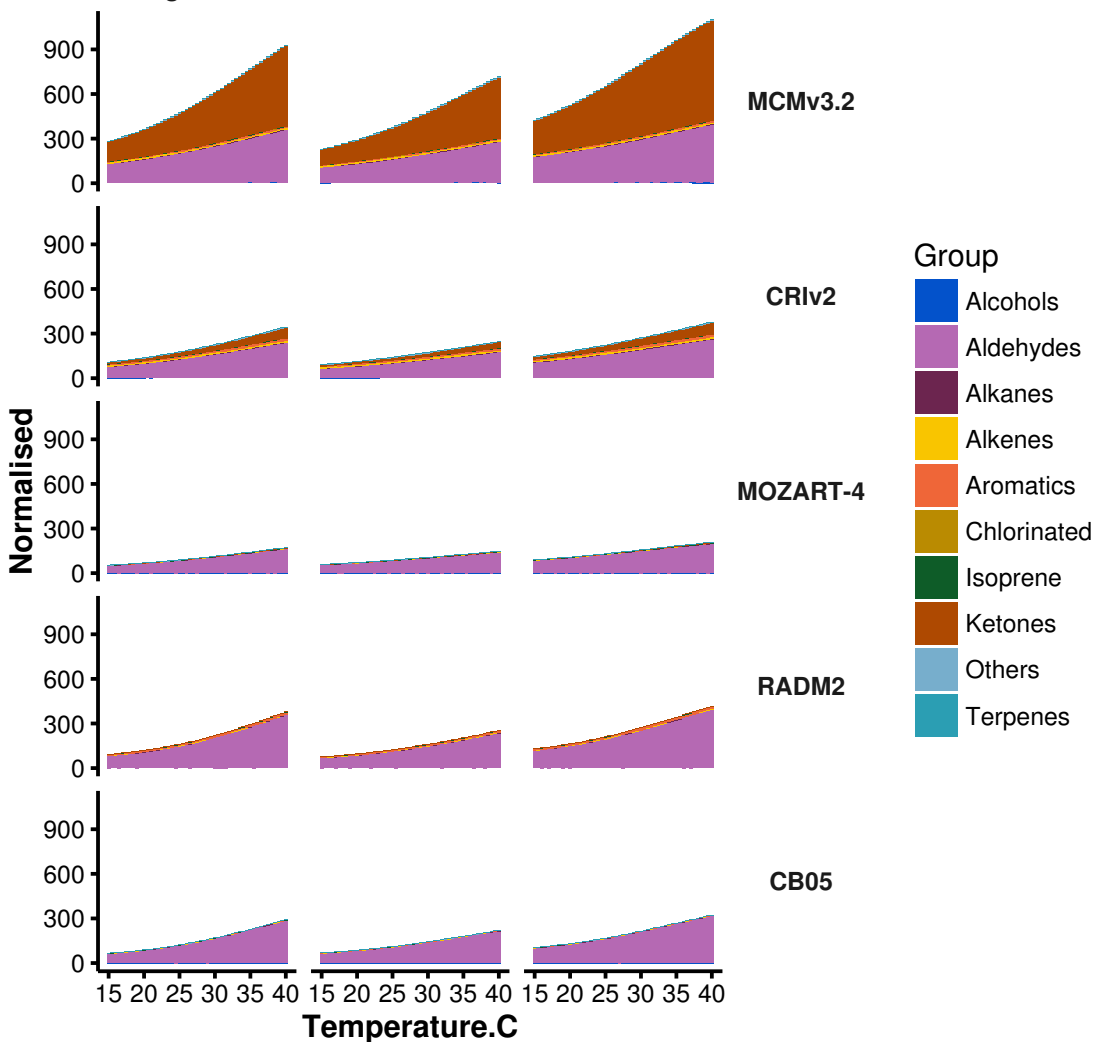 900
600
300
0
MCMv3.2
900
600
300
0
CRIv2
900
600
300
0
MOZART-4
900
600
300
0
RADM2
900
600
300
0
CB05
15 20 25 30 35 40 15 20 25 30 35 40 15 20 25 30 35 40
Temperature.C
Normalised
Group
Alcohols
Aldehydes
Alkanes
Alkenes
Aromatics
Chlorinated
Isoprene
Ketones
Others
Terpenes